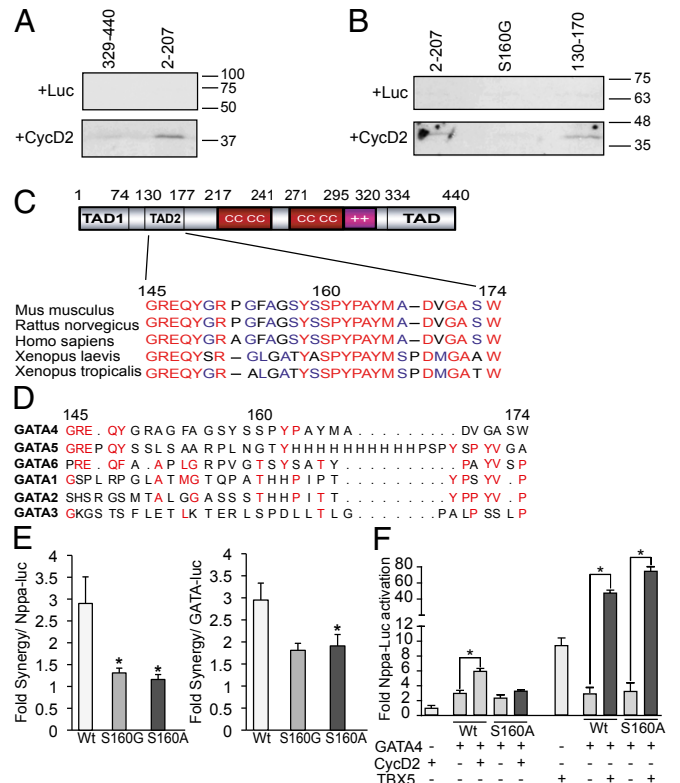 A
329-440
2-207
+Luc
100
75
50
+CycD2
37
B
2-207
S160G
130-170
+Luc
75
63
+CycD2
48
35
C
1 74 130 177 217 241 271 295 320 334 440
TAD1 TAD2 CC CC CC CC ++ TAD
145 160 174
Mus musculus GREQYGRPGFAGSYSSPYPAYMA–DVGASW
Rattus norvegicus GREQYGRPGFAGSYSSPYPAYMA–DVGASW
Homo sapiens GREQYGRAGFAGSYSSPYPAYMA–DVGASW
Xenopus laevis GREQYSR–GLGATYASPYPAYMSPDMGAAW
Xenopus tropicalis GREQYGR–ALGATYSSPYPAYMSPDMGATW
D
145 160 174
GATA4 GRE.QYGRAGFAGSYSSPYPAYMA........DVGASW
GATA5 GREPQYSSLSAARPLNGTYHHHHHHHHHHPSPYSPYVGA
GATA6 PRE.QFA.APLGRPVGTSYSATY.........PAYVSP
GATA1 GSPLRPGLATMGTQPATHHPIPT........YPPYVG.P
GATA2 SHSRGSMTALGGASSSTHHPITT........YPPYV.P
GATA3 GKGSTSFLETLKTERLSPDLLTLG.......PALPSSLP
E
Fold Synergy/ Nppa-luc
4
3.5
3
2.5
2
1.5
1
0.5
0
* *
Wt S160G S160A
Fold Synergy/ GATA-luc
4
3.5
3
2.5
2
1.5
1
0.5
0
*
Wt S160G S160A
F
Fold Nppa-Luc activation
80
60
40
20
10
8
6
4
2
0
* * *
Wt S160A Wt S160A
GATA4 - + + + + - + + + +
CycD2 - - + - + - - - - -
TBX5 - - - - - + - + - +